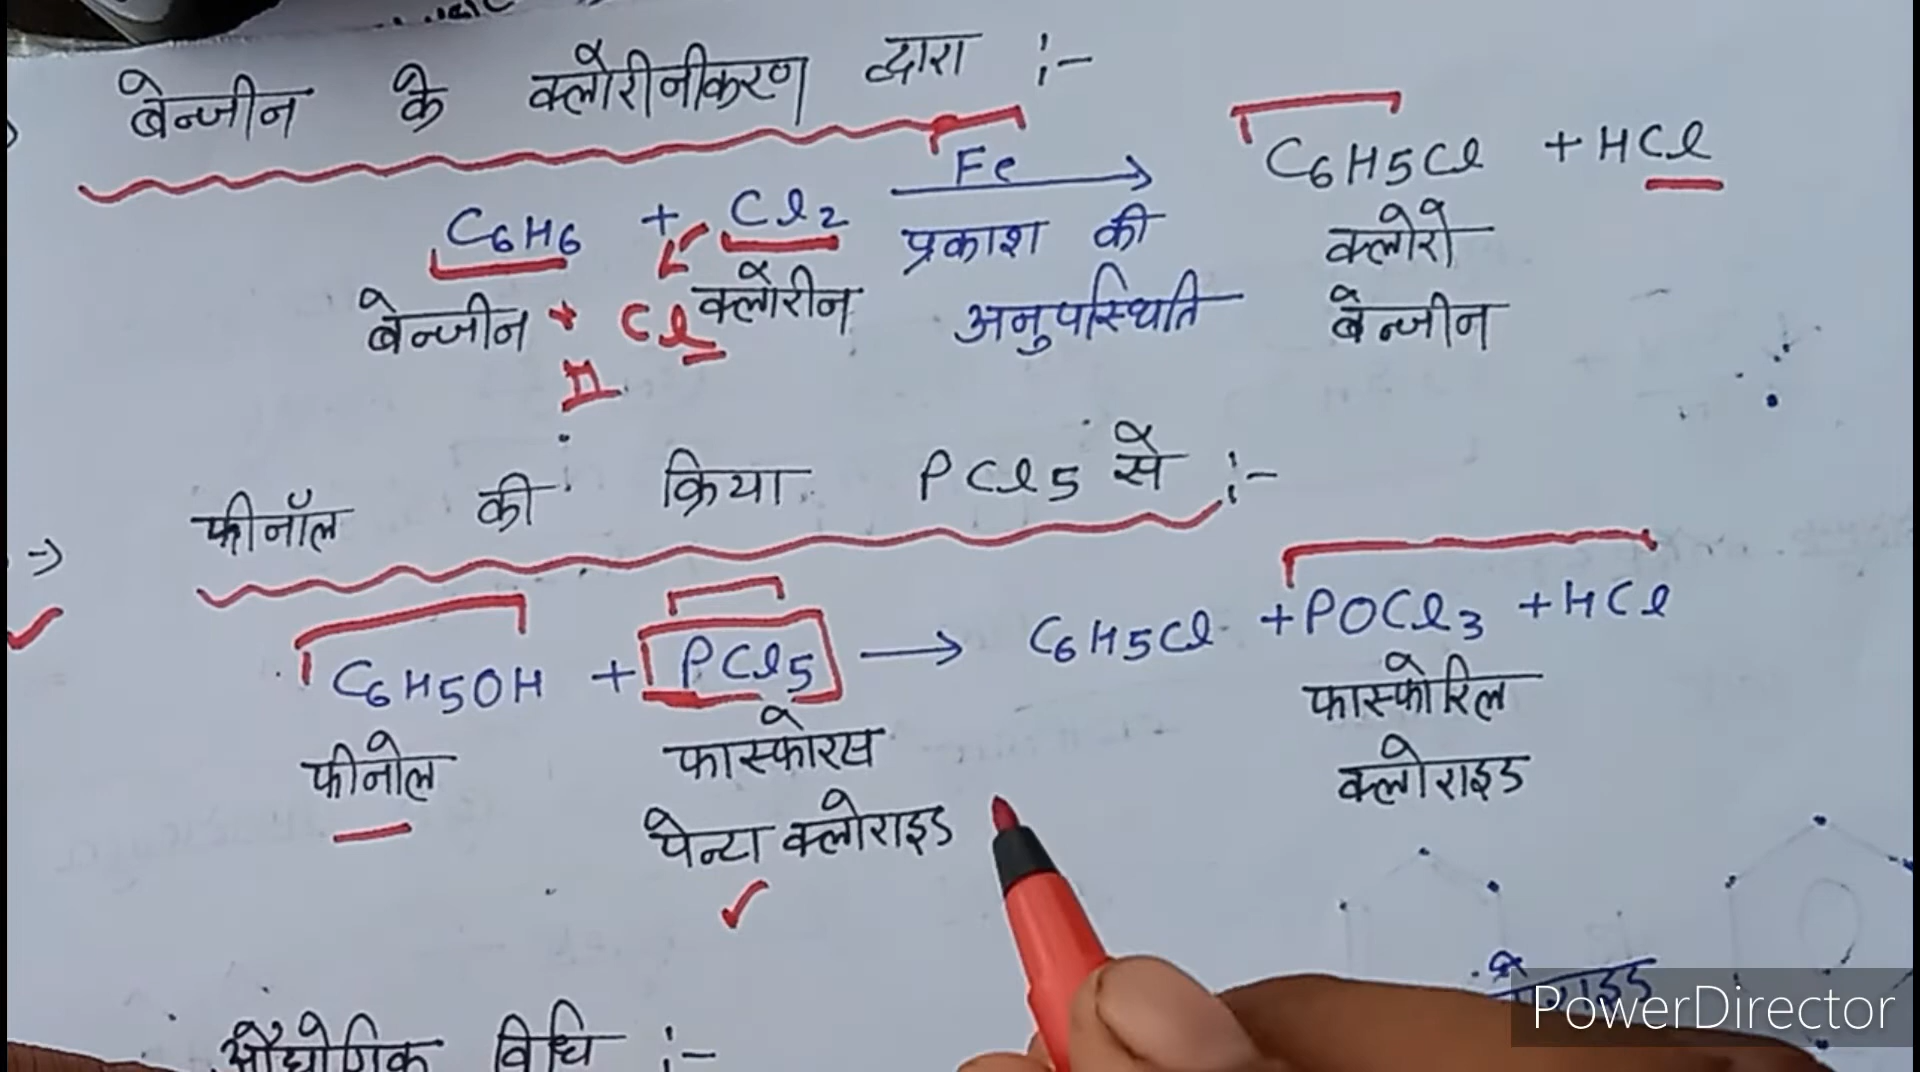 बेन्जीन के क्लोरीनीकरण द्वारा :-
C6H6 + Cl2 Fe C6H5Cl + HCl
बेन्जीन + Cl क्लोरीन प्रकाश की अनुपस्थिति क्लोरो बेन्जीन
H
फीनॉल की क्रिया PCl5 से :-
C6H5OH + PCl5 → C6H5Cl + POCl3 + HCl
फीनोल फास्फोरस पेन्टा क्लोराइड फास्फोरिल क्लोराइड
औद्योगिक विधि :-
PowerDirector